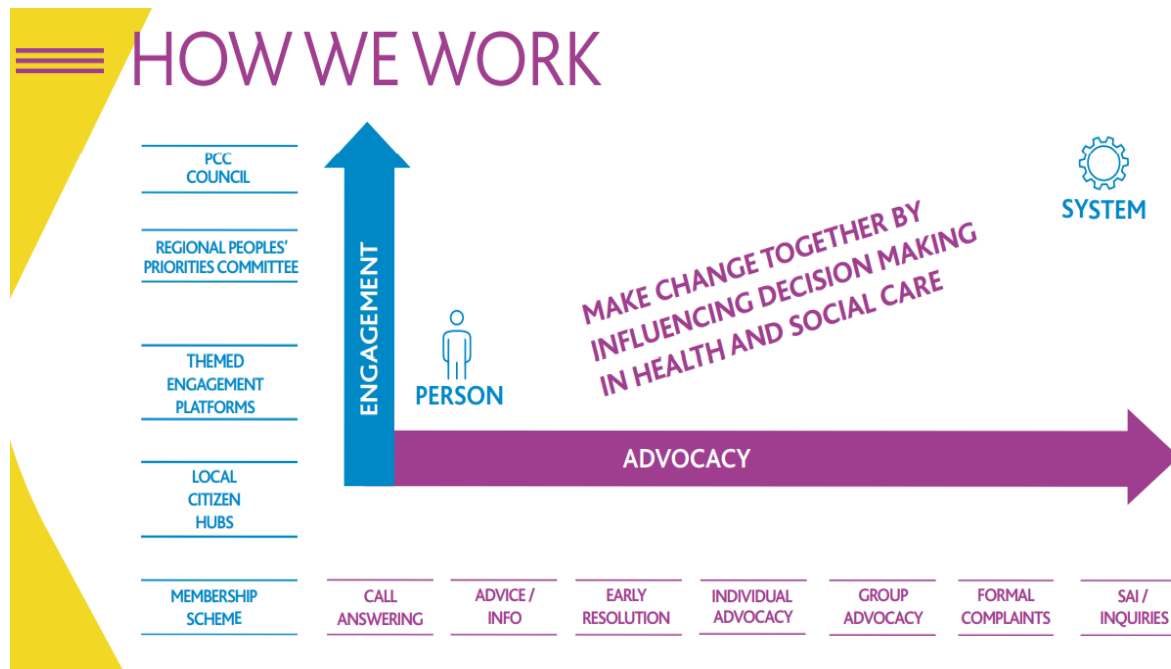 HOW WE WORK
PCC
COUNCIL
REGIONAL PEOPLES'
PRIORITIES COMMITTEE
THEMED
ENGAGEMENT
PLATFORMS
LOCAL
CITIZEN
HUBS
MEMBERSHIP
SCHEME
ENGAGEMENT
PERSON
MAKE CHANGE TOGETHER BY
INFLUENCING DECISION MAKING
IN HEALTH AND SOCIAL CARE
SYSTEM
ADVOCACY
CALL
ANSWERING
ADVICE /
INFO
EARLY
RESOLUTION
INDIVIDUAL
ADVOCACY
GROUP
ADVOCACY
FORMAL
COMPLAINTS
SAI /
INQUIRIES